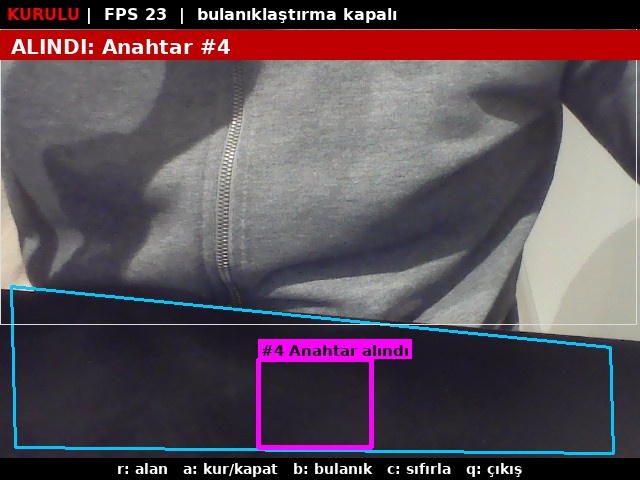 KURULU | FPS 23 | bulanıklaştırma kapalı
ALINDI: Anahtar #4
#4 Anahtar alındı
r: alan a: kur/kapat b: bulanık c: sıfırla q: çıkış